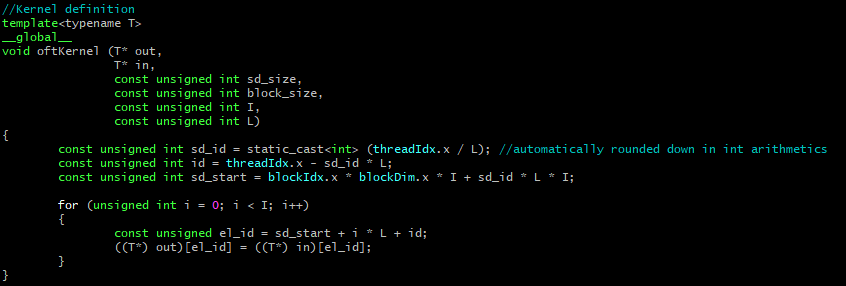 //Kernel definition
template<typename T>
__global__
void oftKernel (T* out,
T* in,
const unsigned int sd_size,
const unsigned int block_size,
const unsigned int I,
const unsigned int L)
{
const unsigned int sd_id = static_cast<int> (threadIdx.x / L); //automatically rounded down in int arithmetics
const unsigned int id = threadIdx.x - sd_id * L;
const unsigned int sd_start = blockIdx.x * blockDim.x * I + sd_id * L * I;
for (unsigned int i = 0; i < I; i++)
{
const unsigned el_id = sd_start + i * L + id;
((T*) out)[el_id] = ((T*) in)[el_id];
}
}